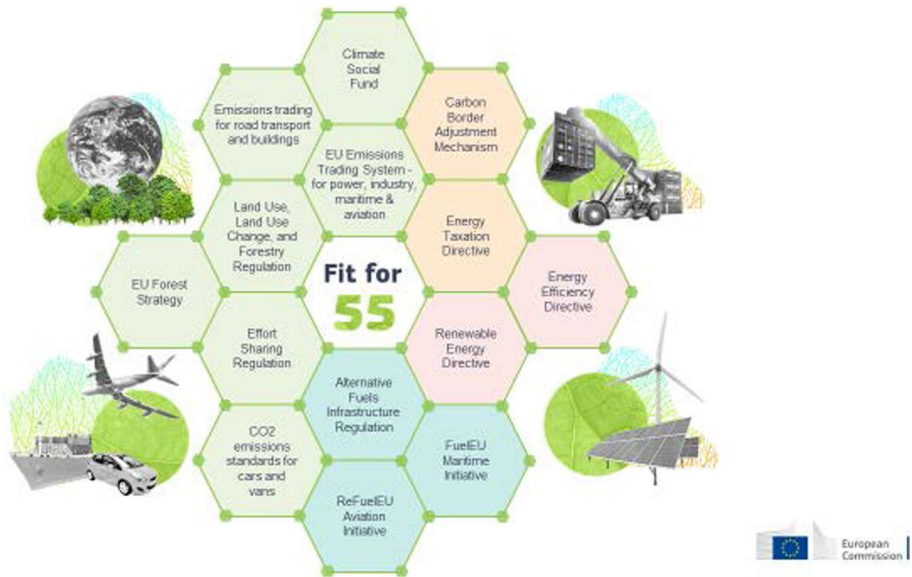 Climate
Social
Fund
Emissions trading
for road transport
and buildings
Carbon
Border
Adjustment
Mechanism
EU Emissions
Trading System -
for power, industry,
maritime &
aviation
Land Use,
Land Use
Change, and
Forestry
Regulation
Energy
Taxation
Directive
EU Forest
Strategy
Fit for
55
Energy
Efficiency
Directive
Effort
Sharing
Regulation
Renewable
Energy
Directive
Alternative
Fuels
Infrastructure
Regulation
CO2
emissions
standards for
cars and
vans
FuelEU
Maritime
Initiative
ReFuelEU
Aviation
Initiative
European
Commission